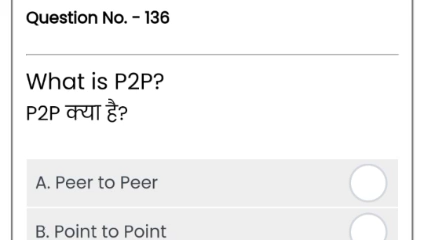 Question No. - 136
What is P2P?
P2P क्या है?
A. Peer to Peer
B. Point to Point